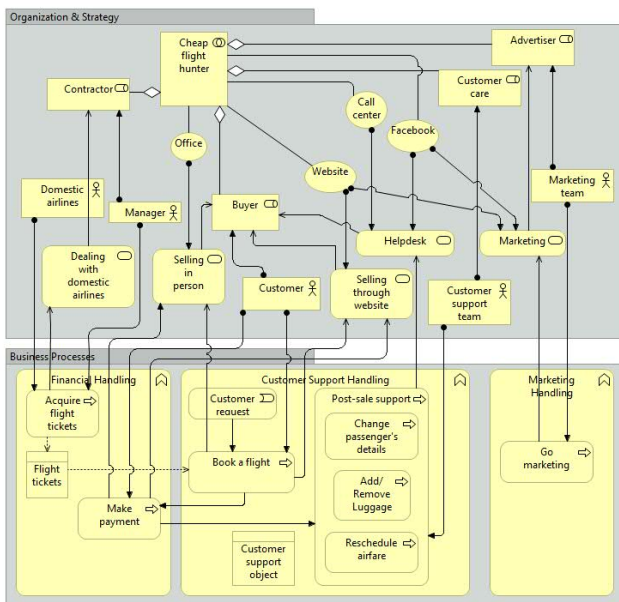 Organization & Strategy
Cheap
flight
hunter
Advertiser
Contractor
Customer
care
Call
center
Facebook
Office
Website
Domestic
airlines
Manager
Buyer
Marketing
team
Helpdesk
Marketing
Dealing
with
domestic
airlines
Selling
in
person
Customer
Selling
through
website
Customer
support
team
Business Processes
Financial Handling
Customer Support Handling
Marketing
Handling
Acquire
flight
tickets
Customer
request
Post-sale support
Change
passenger's
details
Flight
tickets
Book a flight
Go
marketing
Add/
Remove
Luggage
Make
payment
Customer
support
object
Reschedule
airfare